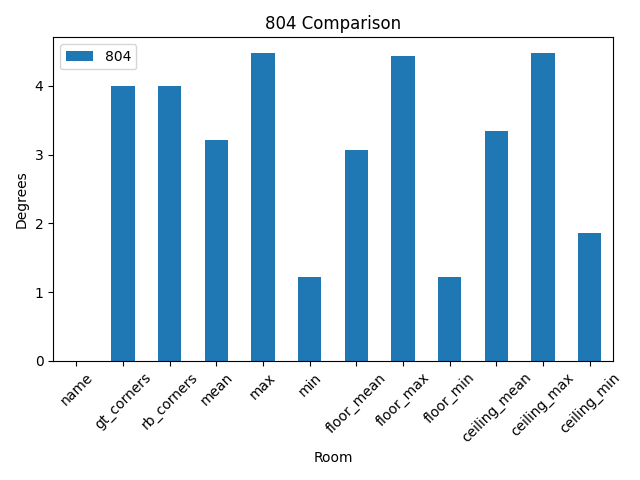 804 Comparison
804
Degrees
4
3
2
1
0
name
gt_corners
rb_corners
mean
max
min
floor_mean
floor_max
floor_min
ceiling_mean
ceiling_max
ceiling_min
Room